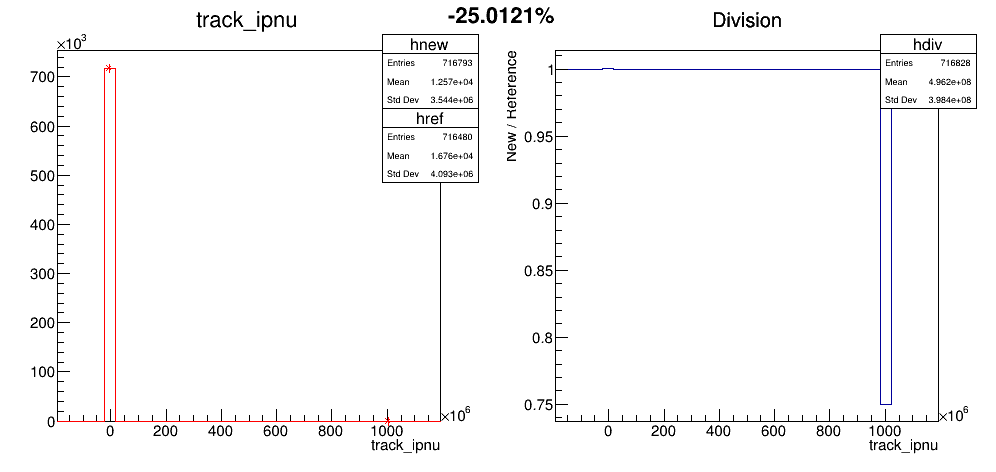 -25.0121%
track_ipnu
×10³
700
600
500
400
300
200
100
0
0 200 400 600 800 1000
×10⁶
track_ipnu
hnew
Entries 716793
Mean 1.257e+04
Std Dev 3.544e+06
href
Entries 716480
Mean 1.676e+04
Std Dev 4.093e+06
Division
New / Reference
1
0.95
0.9
0.85
0.8
0.75
0 200 400 600 800 1000
×10⁶
track_ipnu
hdiv
Entries 716828
Mean 4.962e+08
Std Dev 3.984e+08